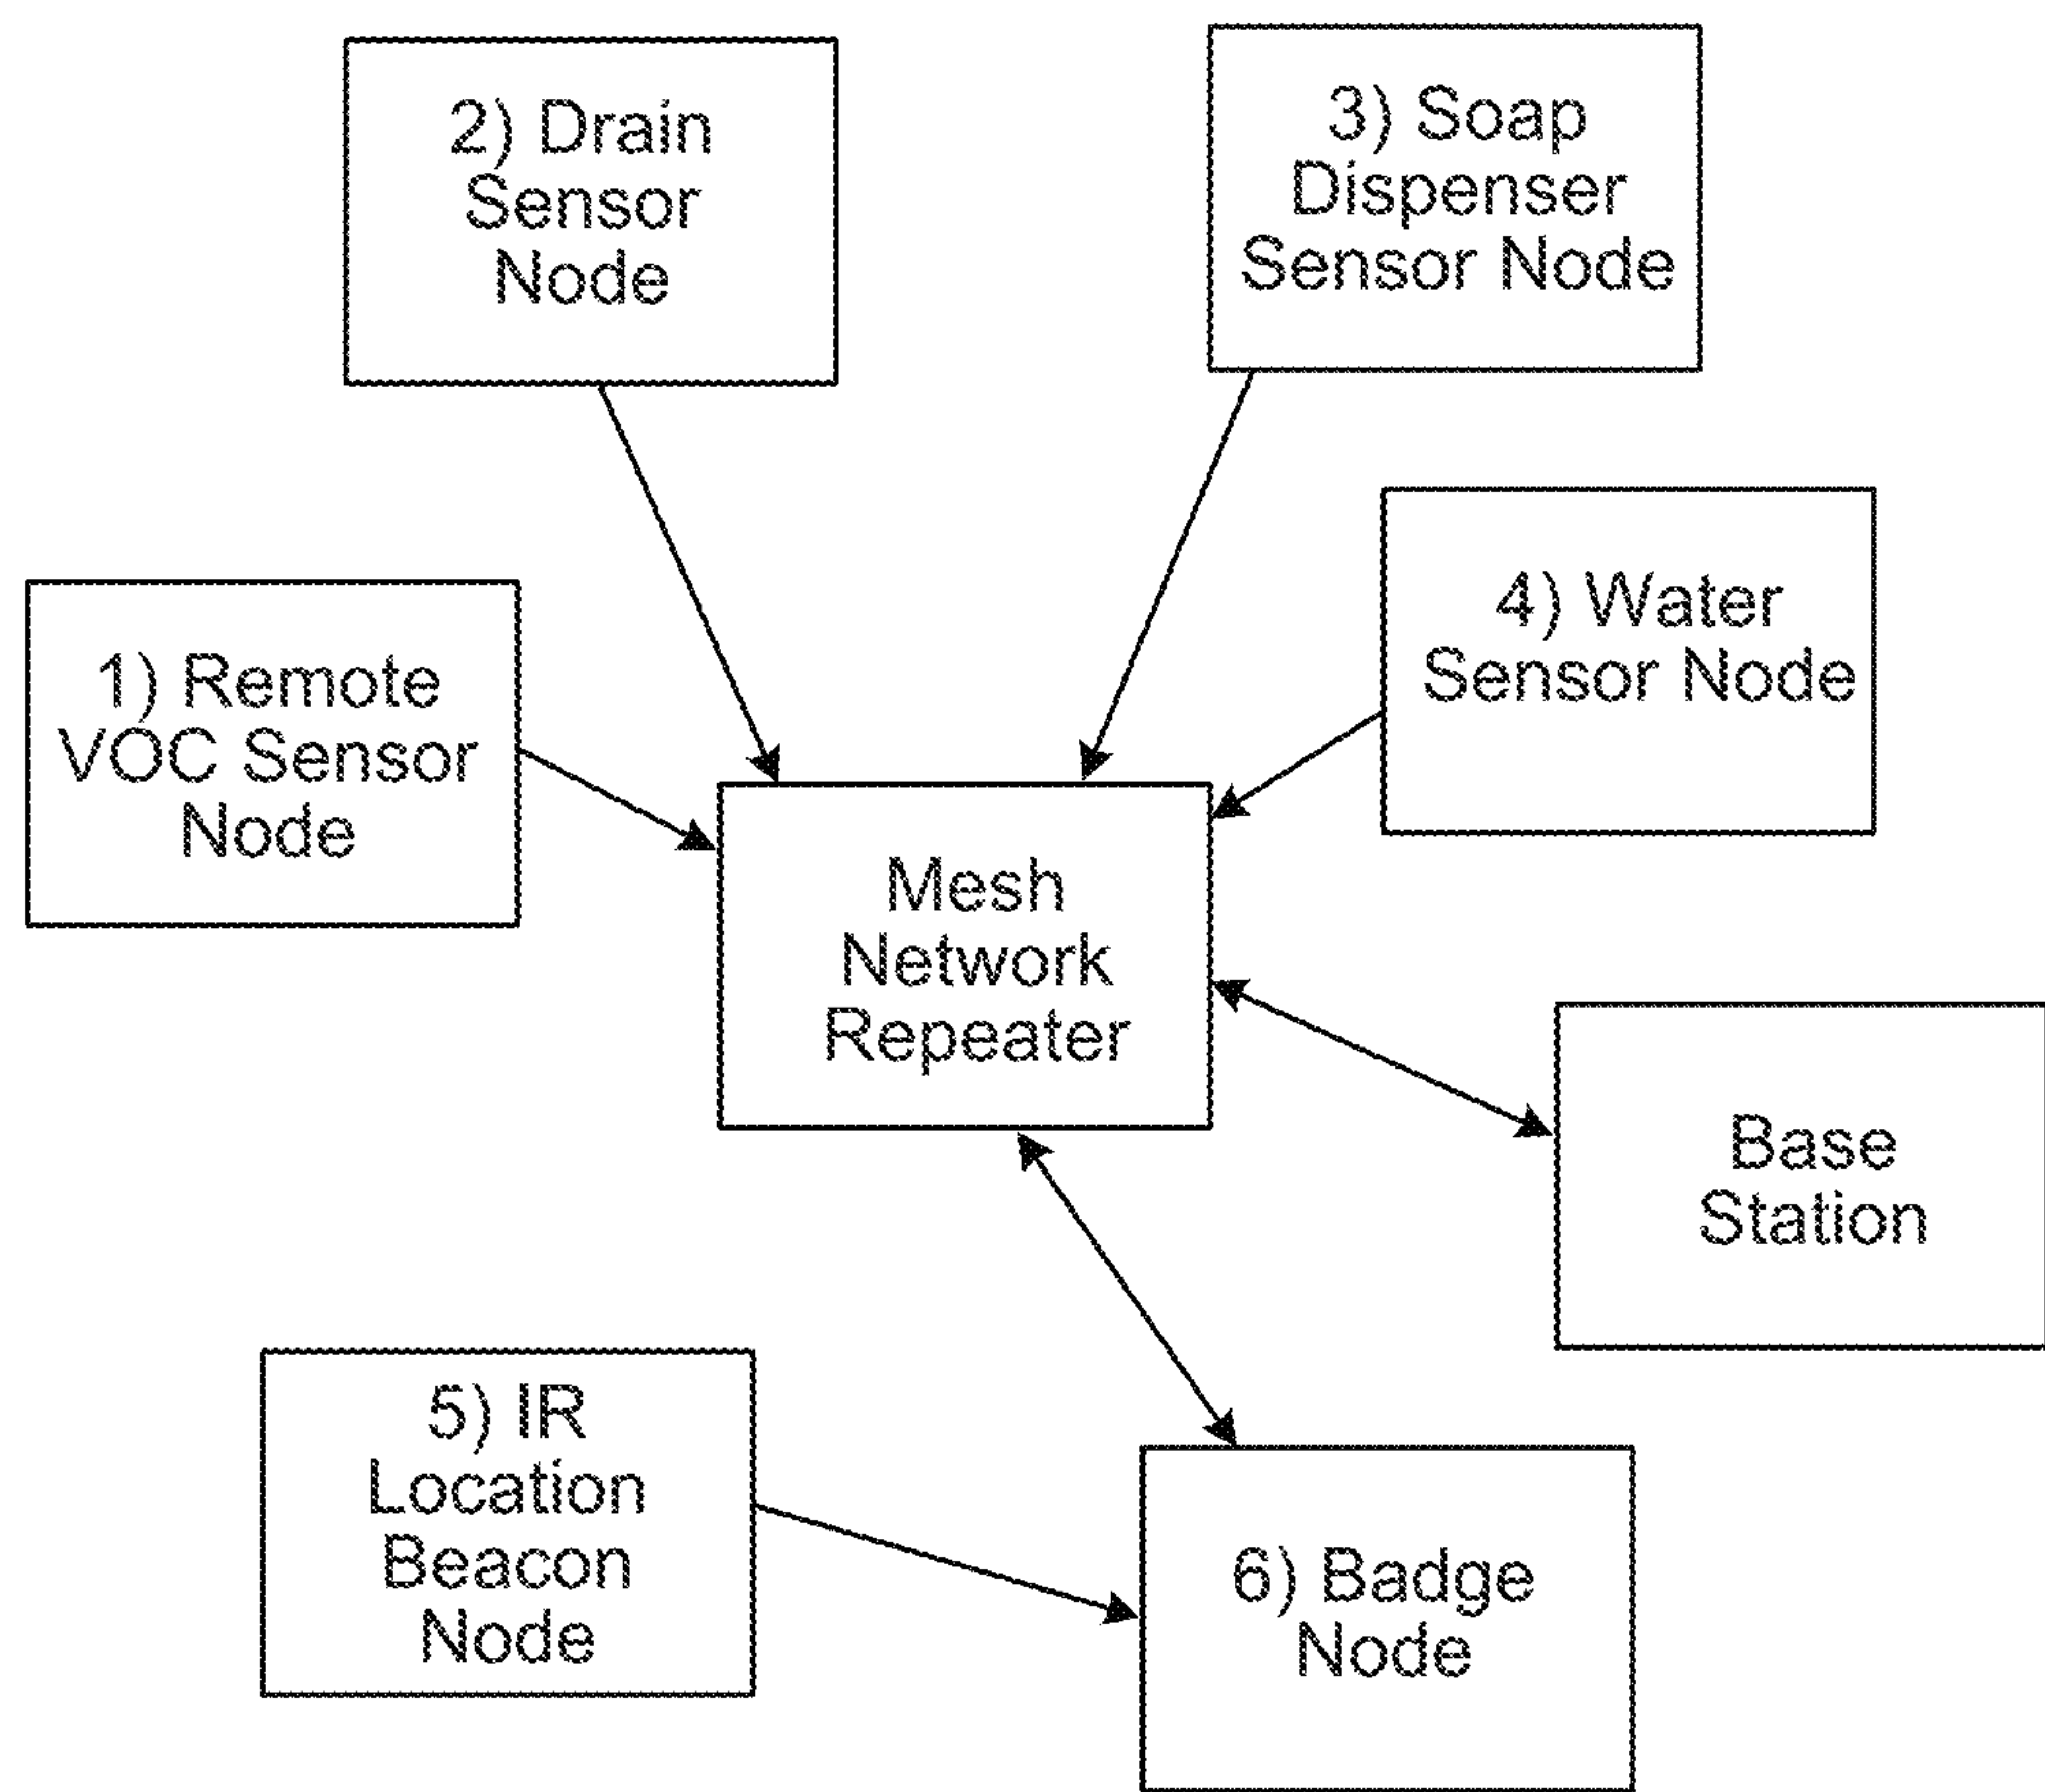 2) Drain
Sensor
Node
3) Soap
Dispenser
Sensor Node
1) Remote
VOC Sensor
Node
4) Water
Sensor Node
Mesh
Network
Repeater
Base
Station
5) IR
Location
Beacon
Node
6) Badge
Node